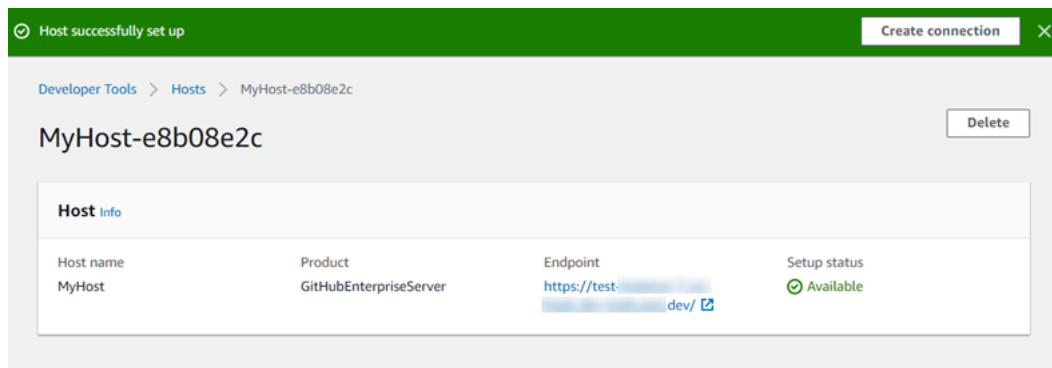 Host successfully set up
Create connection
Developer Tools > Hosts > MyHost-e8b08e2c
MyHost-e8b08e2c
Delete
Host Info
Host name
Product
Endpoint
Setup status
MyHost
GitHubEnterpriseServer
https://test-
Available
dev/